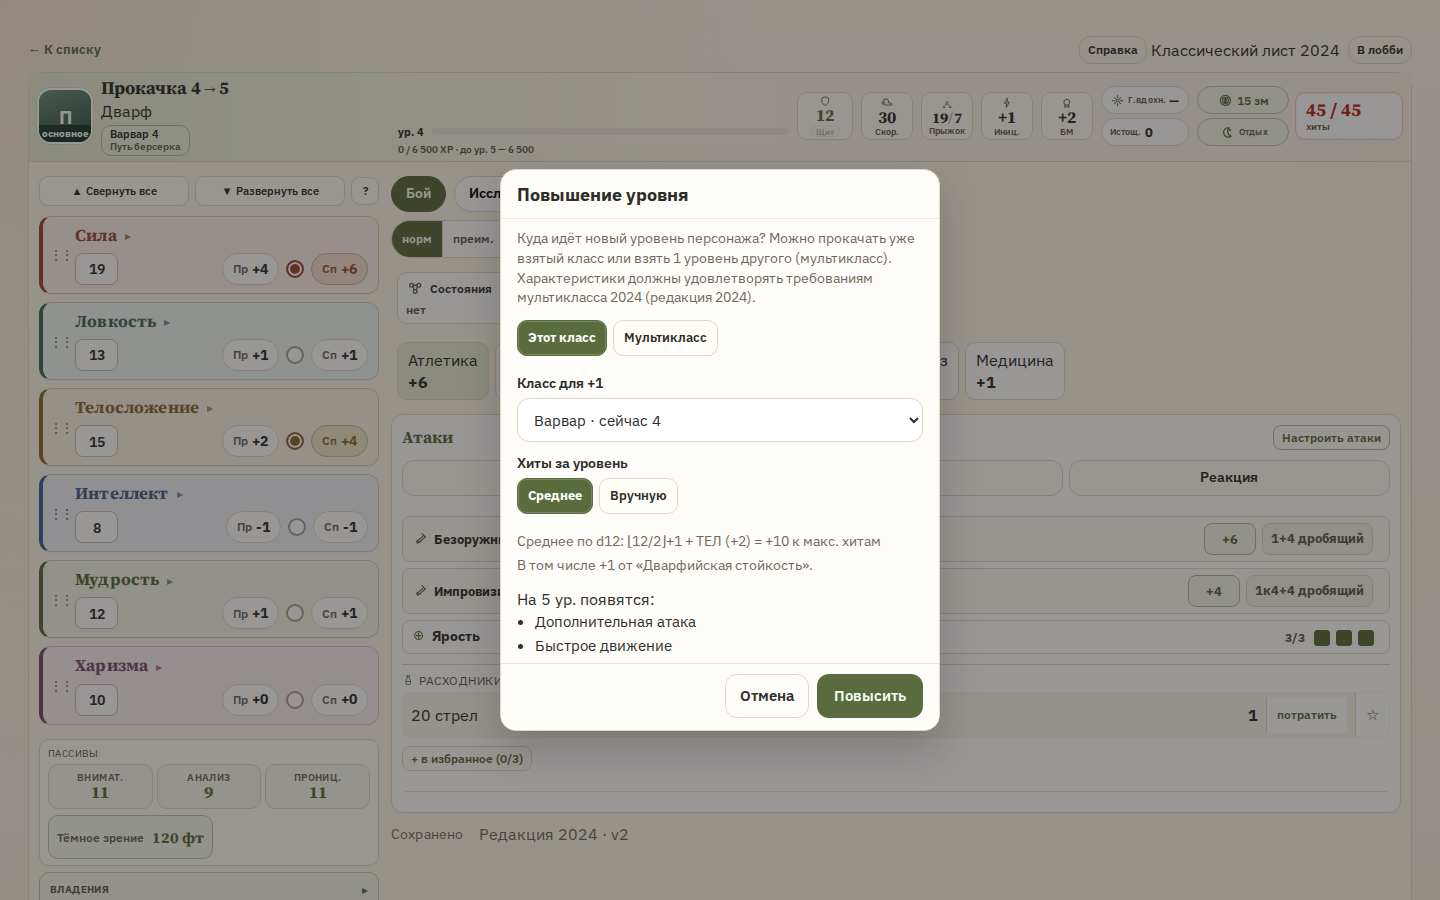 ← К списку
Справка Классический лист 2024 В лобби
Прокачка 4→5
Дварф
Варвар 4
Путь берсерка
П
основное
ур. 4
0 / 6 500 XP · до ур. 5 — 6 500
12
Щит
30
Скор.
19/7
Прыжок
+1
Иниц.
+2
БМ
Г.вдохн. —
Истощ. 0
15 зм
Отдых
45 / 45
хиты
▲ Свернуть все
▼ Развернуть все
?
Сила ▸
19
Пр +4
Сп +6
Ловкость ▸
13
Пр +1
Сп +1
Телосложение ▸
15
Пр +2
Сп +4
Интеллект ▸
8
Пр -1
Сп -1
Мудрость ▸
12
Пр +1
Сп +1
Харизма ▸
10
Пр +0
Сп +0
ПАССИВЫ
ВНИМАТ.
11
АНАЛИЗ
9
ПРОНИЦ.
11
Тёмное зрение 120 фт
ВЛАДЕНИЯ ▸
Бой
Иссл
норм
преим.
Состояния
нет
Атлетика
+6
з
Медицина
+1
Атаки
Настроить атаки
Реакция
Безоружн
+6
1+4 дробящий
Импровизи
+4
1к4+4 дробящий
Ярость
3/3
РАСХОДНИКИ
20 стрел
1
потратить
☆
+ в избранное (0/3)
Сохранено
Редакция 2024 · v2
Повышение уровня
Куда идёт новый уровень персонажа? Можно прокачать уже
взятый класс или взять 1 уровень другого (мультикласс).
Характеристики должны удовлетворять требованиям
мультикласса 2024 (редакция 2024).
Этот класс
Мультикласс
Класс для +1
Варвар · сейчас 4
Хиты за уровень
Среднее
Вручную
Среднее по d12: ⌊12/2⌋+1 + ТЕЛ (+2) = +10 к макс. хитам
В том числе +1 от «Дварфийская стойкость».
На 5 ур. появятся:
• Дополнительная атака
• Быстрое движение
Отмена
Повысить